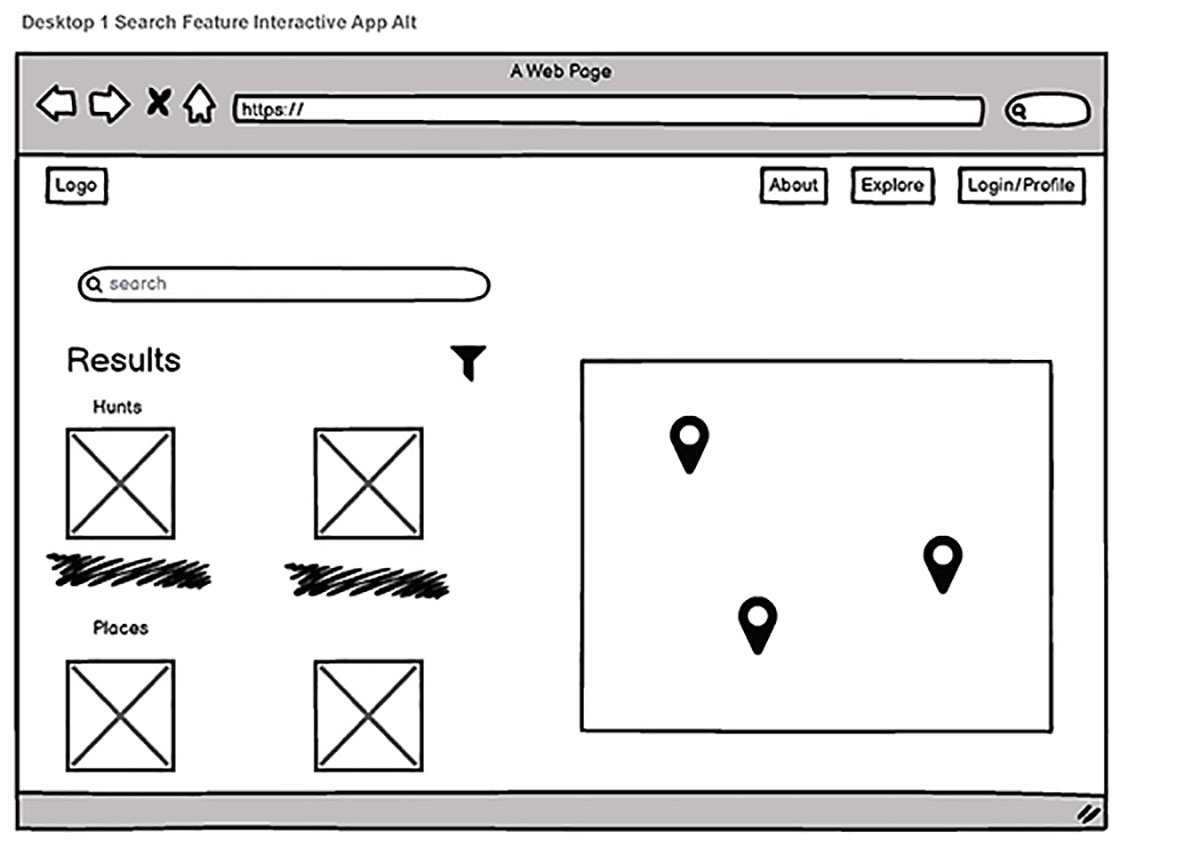 Desktop 1 Search Feature Interactive App Alt
A Web Page
https://
Logo
About
Explore
Login/Profile
search
Results
Hunts
Places